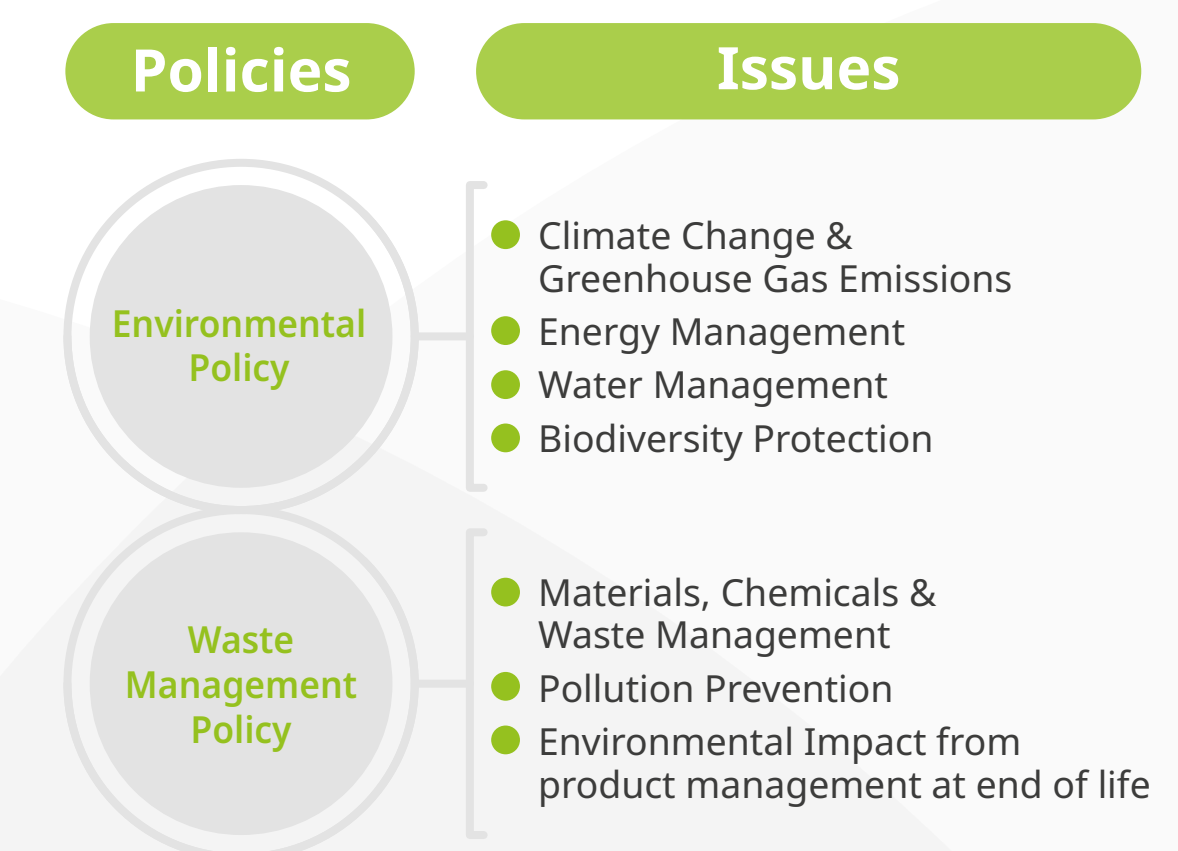 Policies
Issues
Environmental
Policy
Climate Change &
Greenhouse Gas Emissions
Energy Management
Water Management
Biodiversity Protection
Waste
Management
Policy
Materials, Chemicals &
Waste Management
Pollution Prevention
Environmental Impact from
product management at end of life